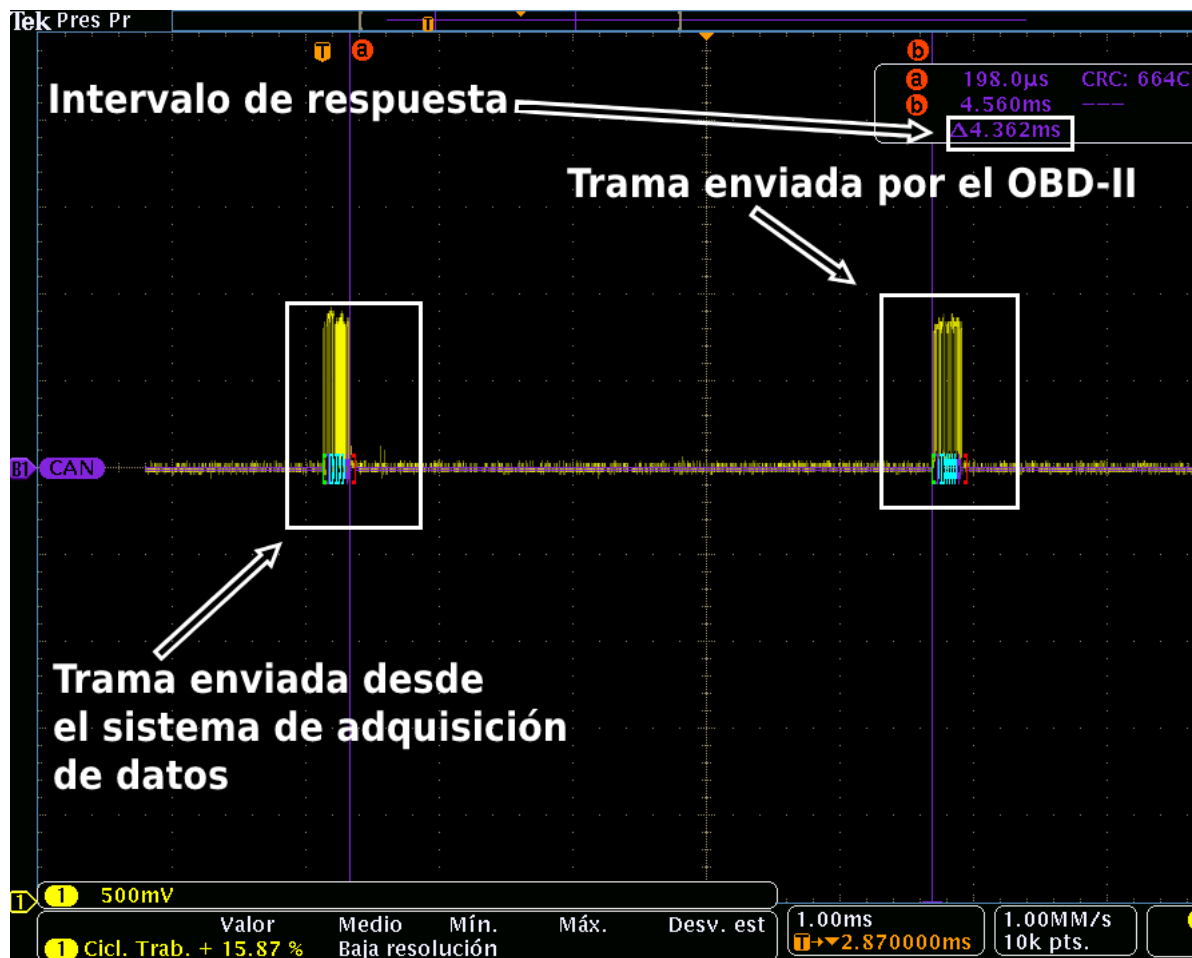 Tek Pres Pr
T
T a b
a 198.0µs CRC: 664C
b 4.560ms ---
Δ4.362ms
Intervalo de respuesta
Trama enviada por el OBD-II
B1 CAN
Trama enviada desde
el sistema de adquisición
de datos
1
1 500mV
Valor Medio Mín. Máx. Desv. est
1 Cicl. Trab. + 15.87 % Baja resolución
1.00ms
T→▼2.870000ms
1.00MM/s
10k pts.